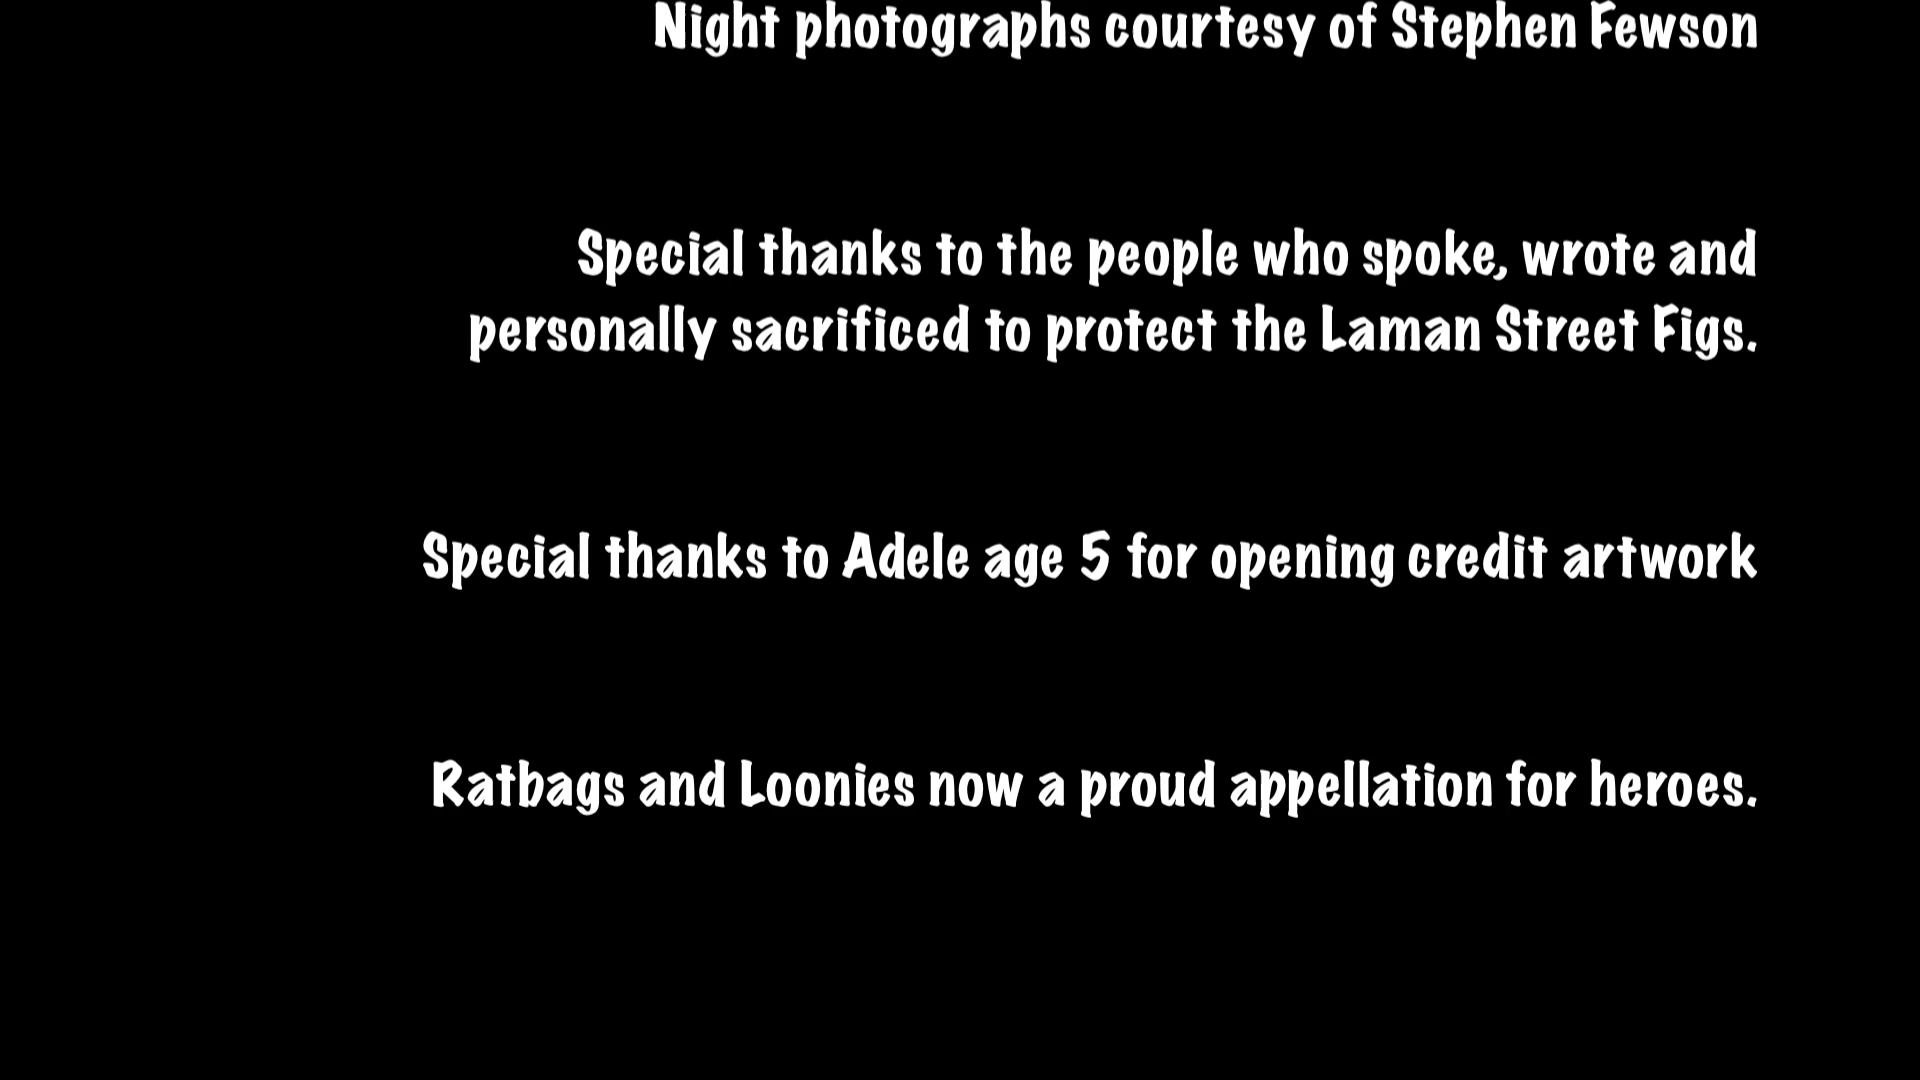 Night photographs courtesy of Stephen Fewson
Special thanks to the people who spoke, wrote and
personally sacrificed to protect the Laman Street Figs.
Special thanks to Adele age 5 for opening credit artwork
Ratbags and Loonies now a proud appellation for heroes.